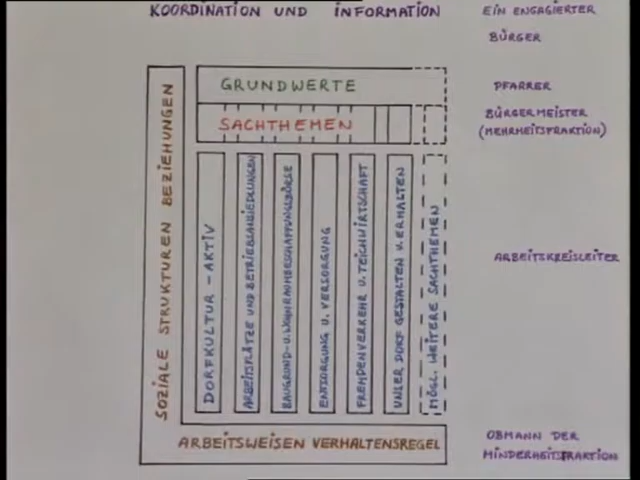 KOORDINATION UND INFORMATION
EIN ENGAGIERTER
BÜRGER
GRUNDWERTE
PFARRER
SACHTHEMEN
BÜRGERMEISTER
(MEHRHEITSFRAKTION)
SOZIALE STRUKTUREN BEZIEHUNGEN
DORFKULTUR - AKTIV
ARBEITSPLÄTZE UND BETRIEBSANSIEDLUNGEN
BAUGRUND- U. WOHNRAUMBESCHAFFUNGSBÖRSE
ENTSORGUNG U. VERSORGUNG
FREMDENVERKEHR U. TEICHWIRTSCHAFT
UNSER DORF GESTALTEN U. ERHALTEN
MÖGL. WEITERE SACHTHEMEN
ARBEITSKREISLEITER
ARBEITSWEISEN VERHALTENSREGEL
OBMANN DER
MINDERHEITSFRAKTION